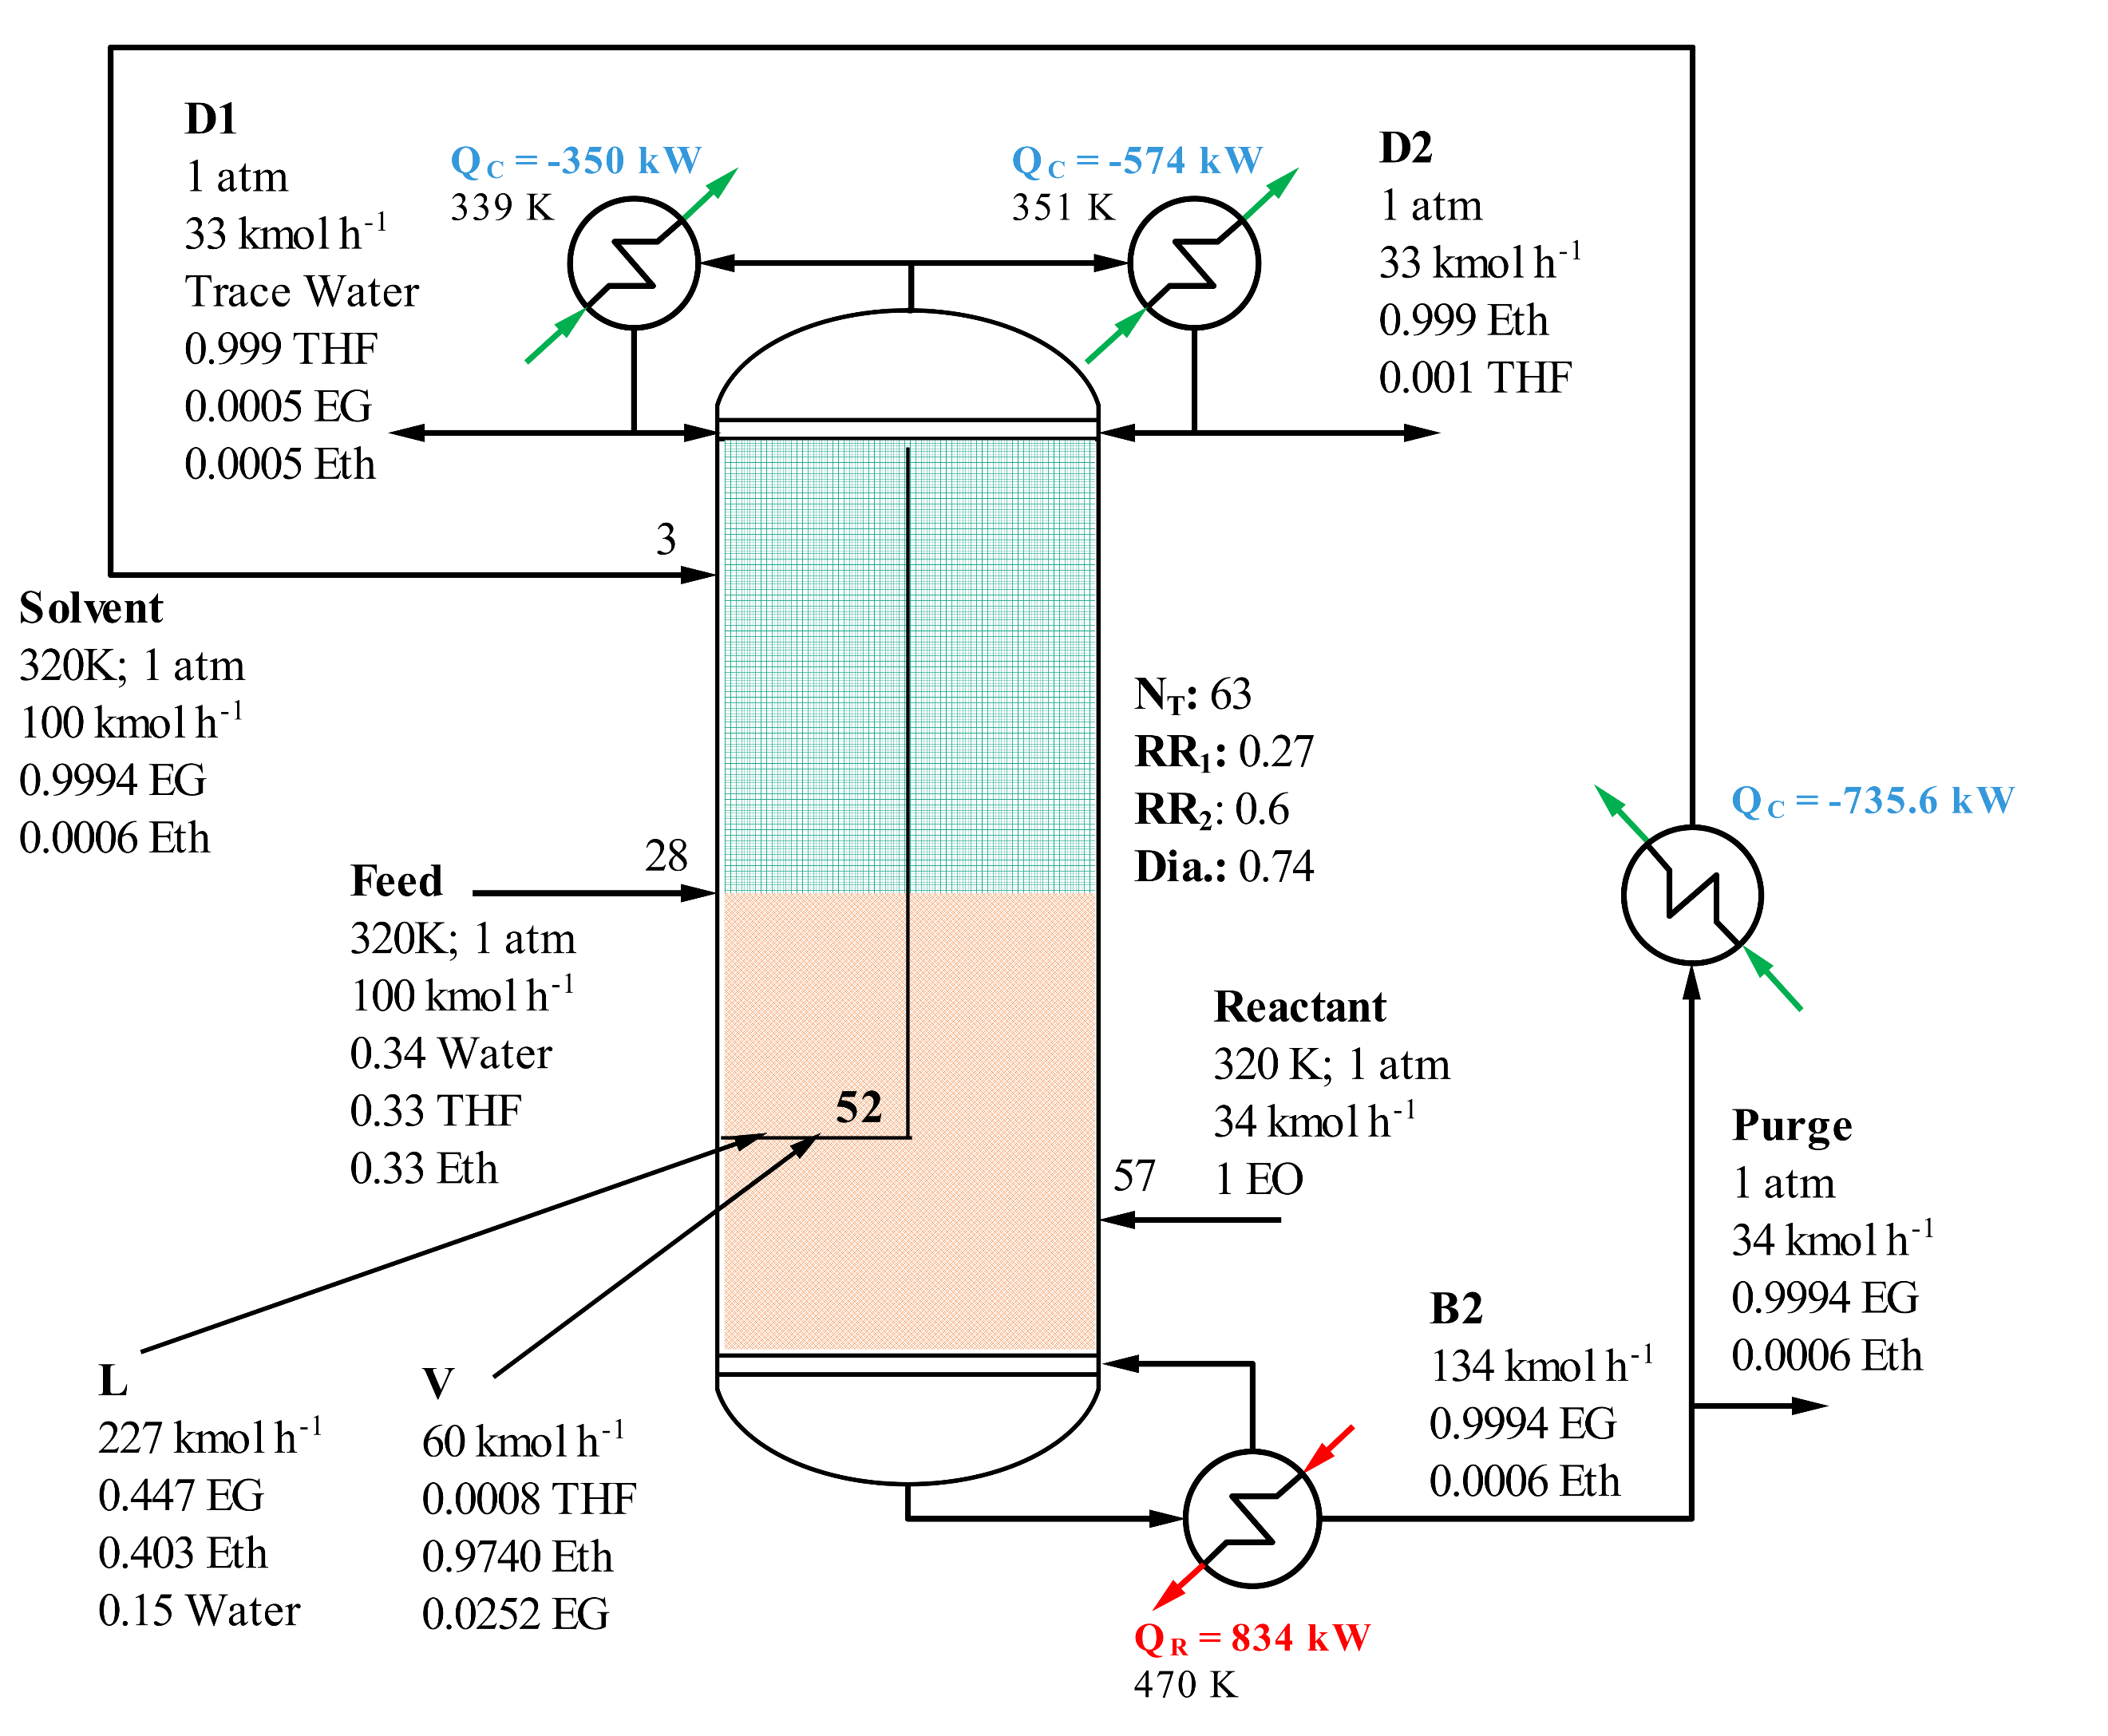 D1
1 atm
33 kmol h-1
Trace Water
0.999 THF
0.0005 EG
0.0005 Eth
QC = -350 kW
339 K
QC = -574 kW
351 K
D2
1 atm
33 kmol h-1
0.999 Eth
0.001 THF
3
Solvent
320K; 1 atm
100 kmol h-1
0.9994 EG
0.0006 Eth
NT: 63
RR1: 0.27
RR2: 0.6
Dia.: 0.74
QC = -735.6 kW
28
Feed
320K; 1 atm
100 kmol h-1
0.34 Water
0.33 THF
0.33 Eth
52
Reactant
320 K; 1 atm
34 kmol h-1
1 EO
57
Purge
1 atm
34 kmol h-1
0.9994 EG
0.0006 Eth
B2
134 kmol h-1
0.9994 EG
0.0006 Eth
L
227 kmol h-1
0.447 EG
0.403 Eth
0.15 Water
V
60 kmol h-1
0.0008 THF
0.9740 Eth
0.0252 EG
QR = 834 kW
470 K